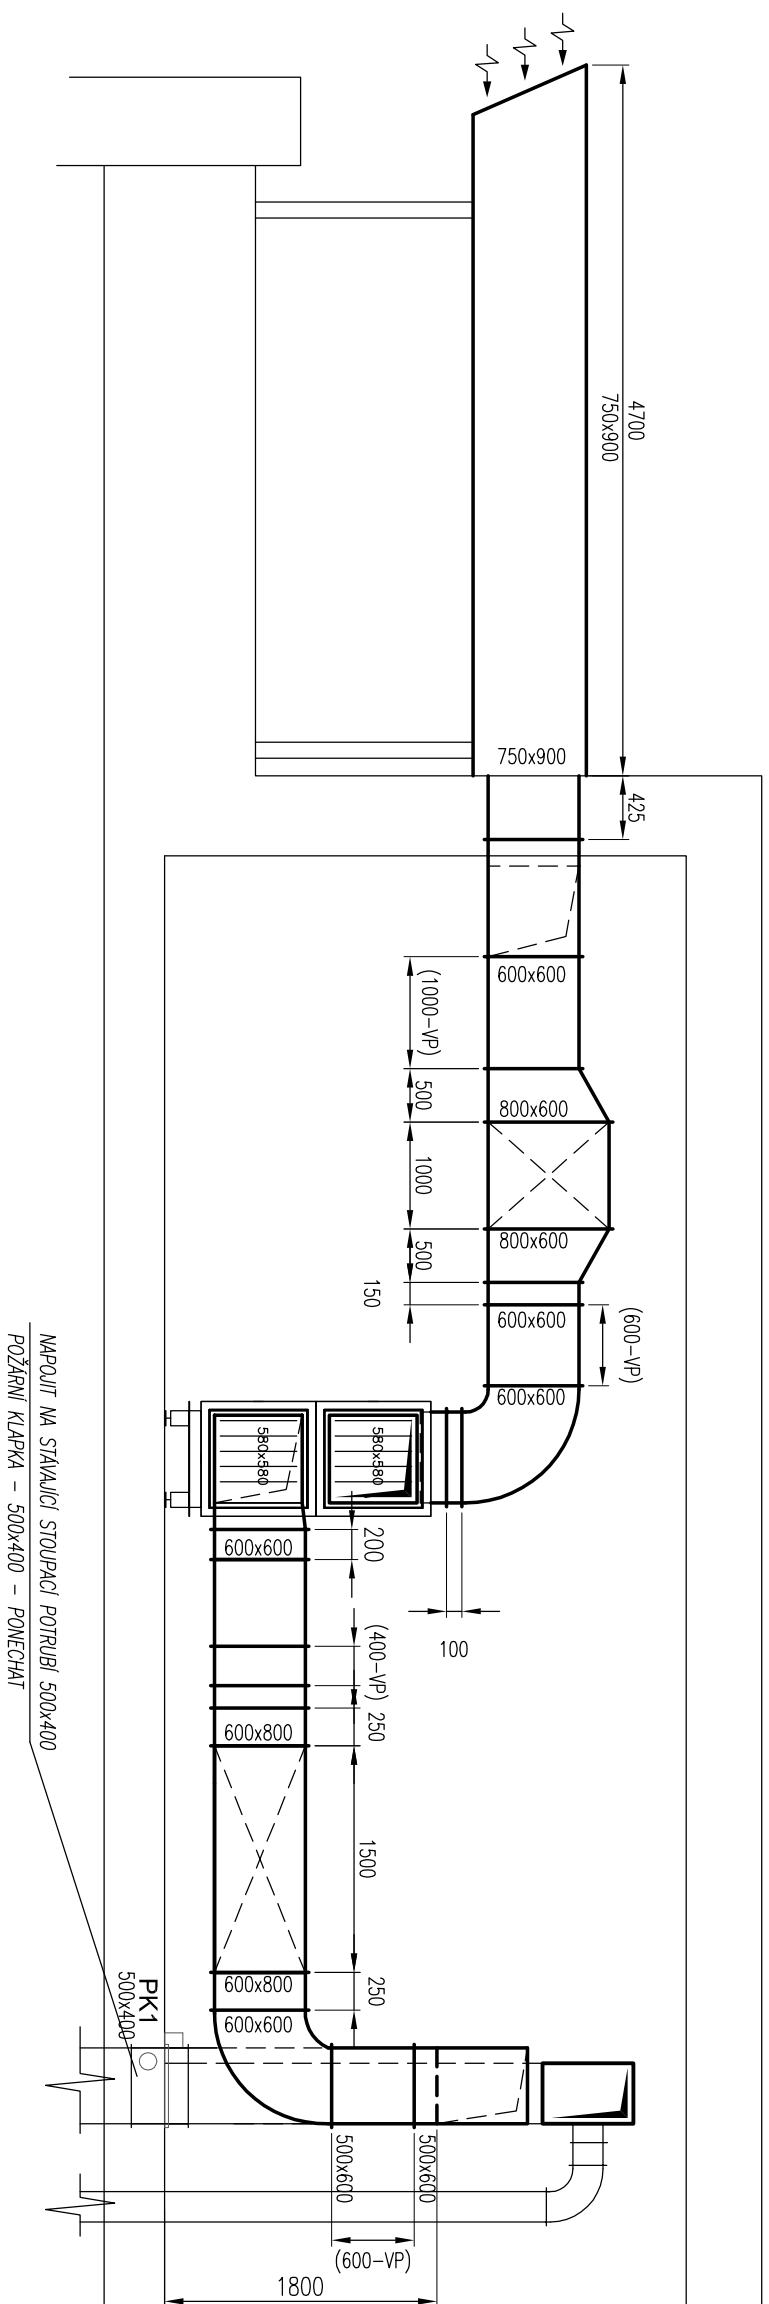 4700
750x900
750x900
425
600x600
(1000-VP)
500
800x600
1000
800x600
500
150
600x600
(600-VP)
600x600
580x580
580x580
100
200
600x600
(400-VP)
250
600x800
1500
600x800
250
600x600
NAPOJIT NA STÁVAJÍCÍ STOUPACÍ POTRUBÍ 500x400
POŽÁRNÍ KLAPKA - 500x400 - PONECHAT
PK1
500x400
500x600
500x600
(600-VP)
1800